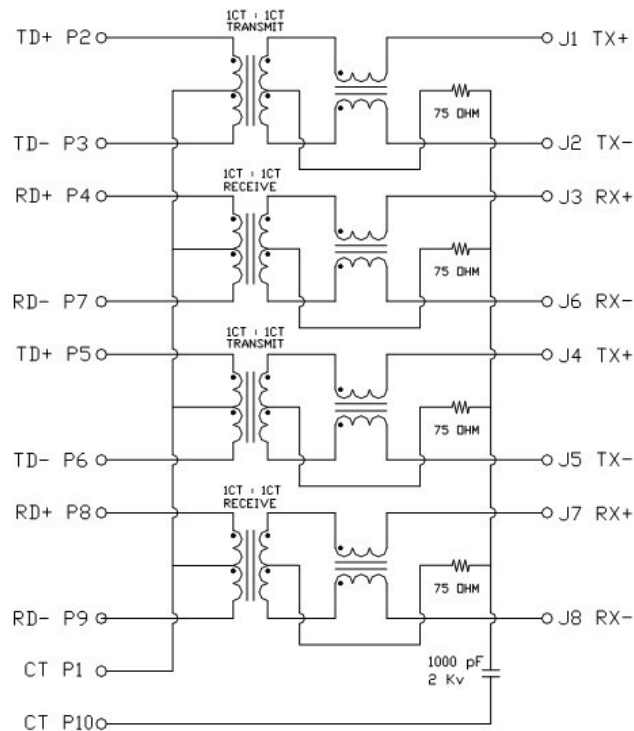 1CT : 1CT
TRANSMIT
TD+ P2
J1 TX+
75 OHM
TD- P3
J2 TX-
1CT : 1CT
RECEIVE
RD+ P4
J3 RX+
75 OHM
RD- P7
J6 RX-
1CT : 1CT
TRANSMIT
TD+ P5
J4 TX+
75 OHM
TD- P6
J5 TX-
1CT : 1CT
RECEIVE
RD+ P8
J7 RX+
75 OHM
RD- P9
J8 RX-
CT P1
1000 pF
2 Kv
CT P10